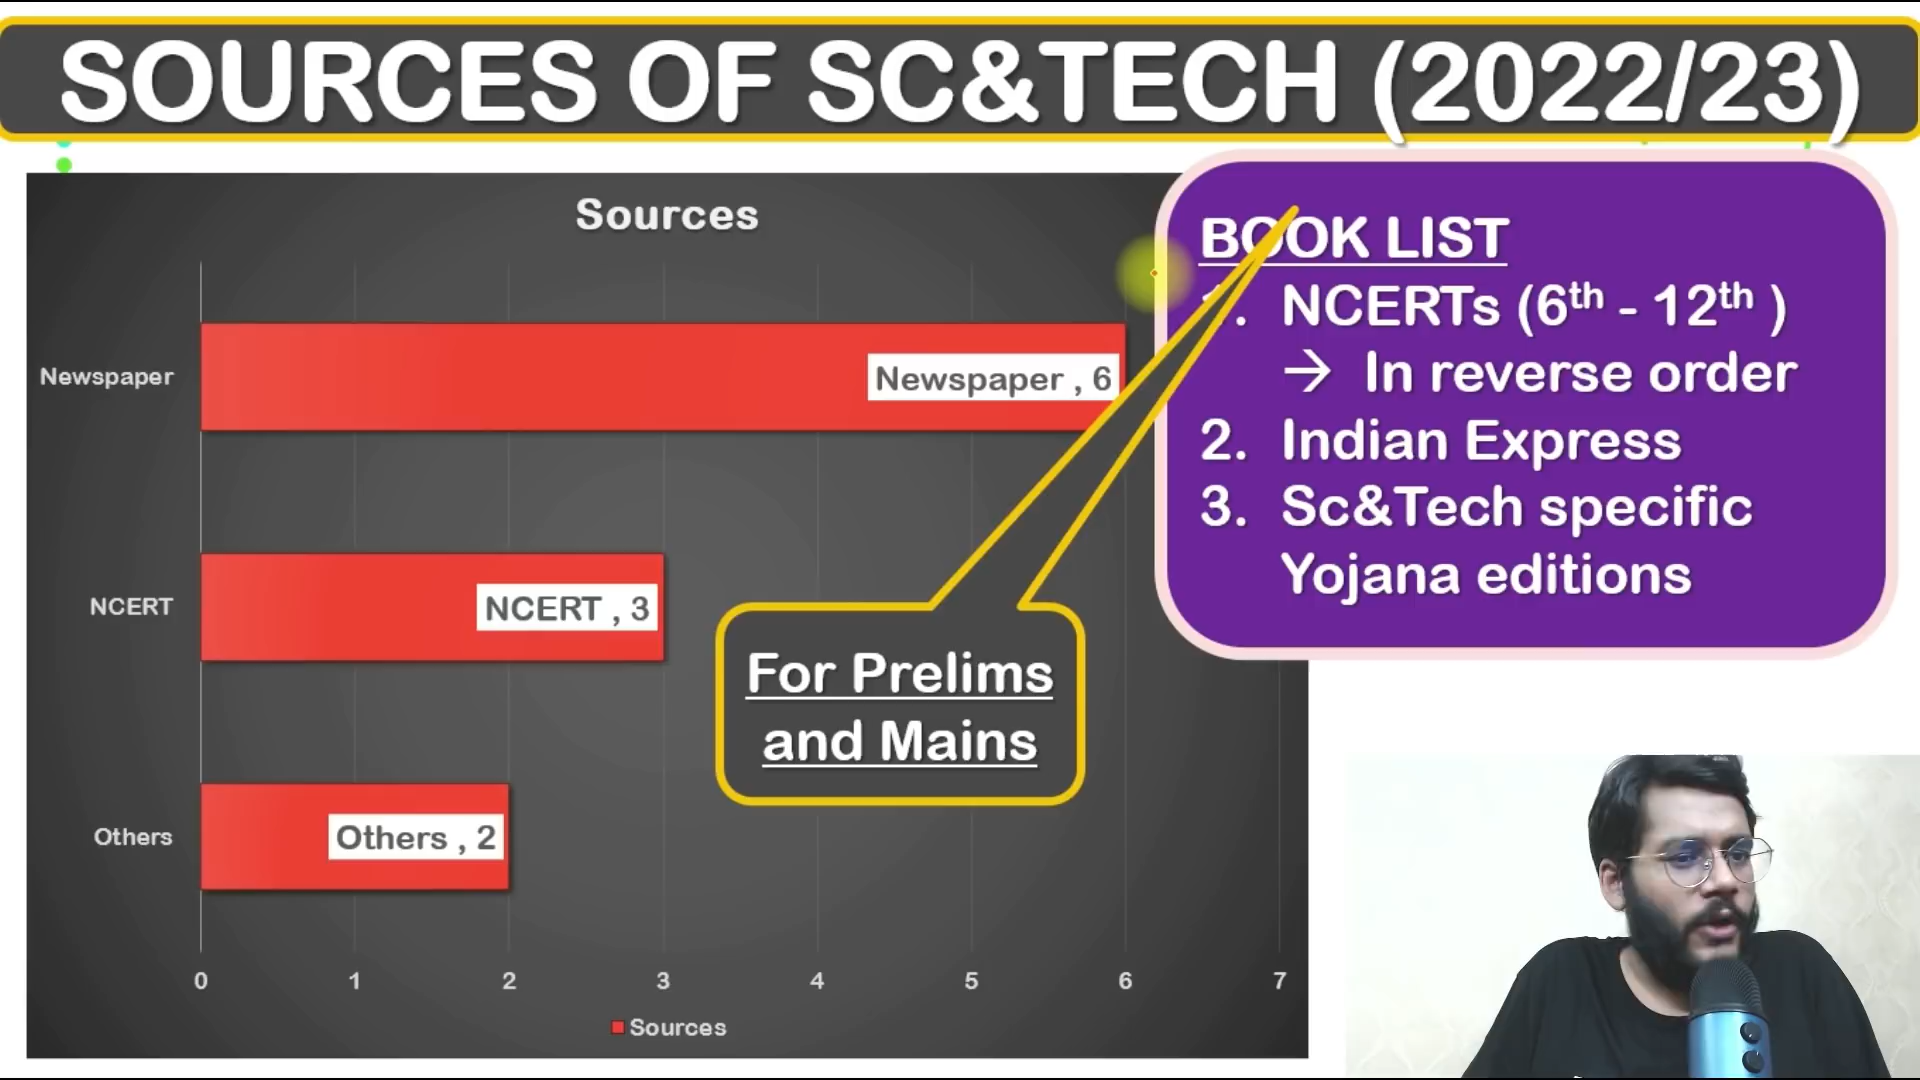 SOURCES OF SC&TECH (2022/23)
Sources
Newspaper
Newspaper , 6
NCERT
NCERT , 3
Others
Others , 2
0 1 2 3 4 5 6 7
Sources
For Prelims
and Mains
BOOK LIST
1. NCERTs (6th - 12th )
→ In reverse order
2. Indian Express
3. Sc&Tech specific
Yojana editions